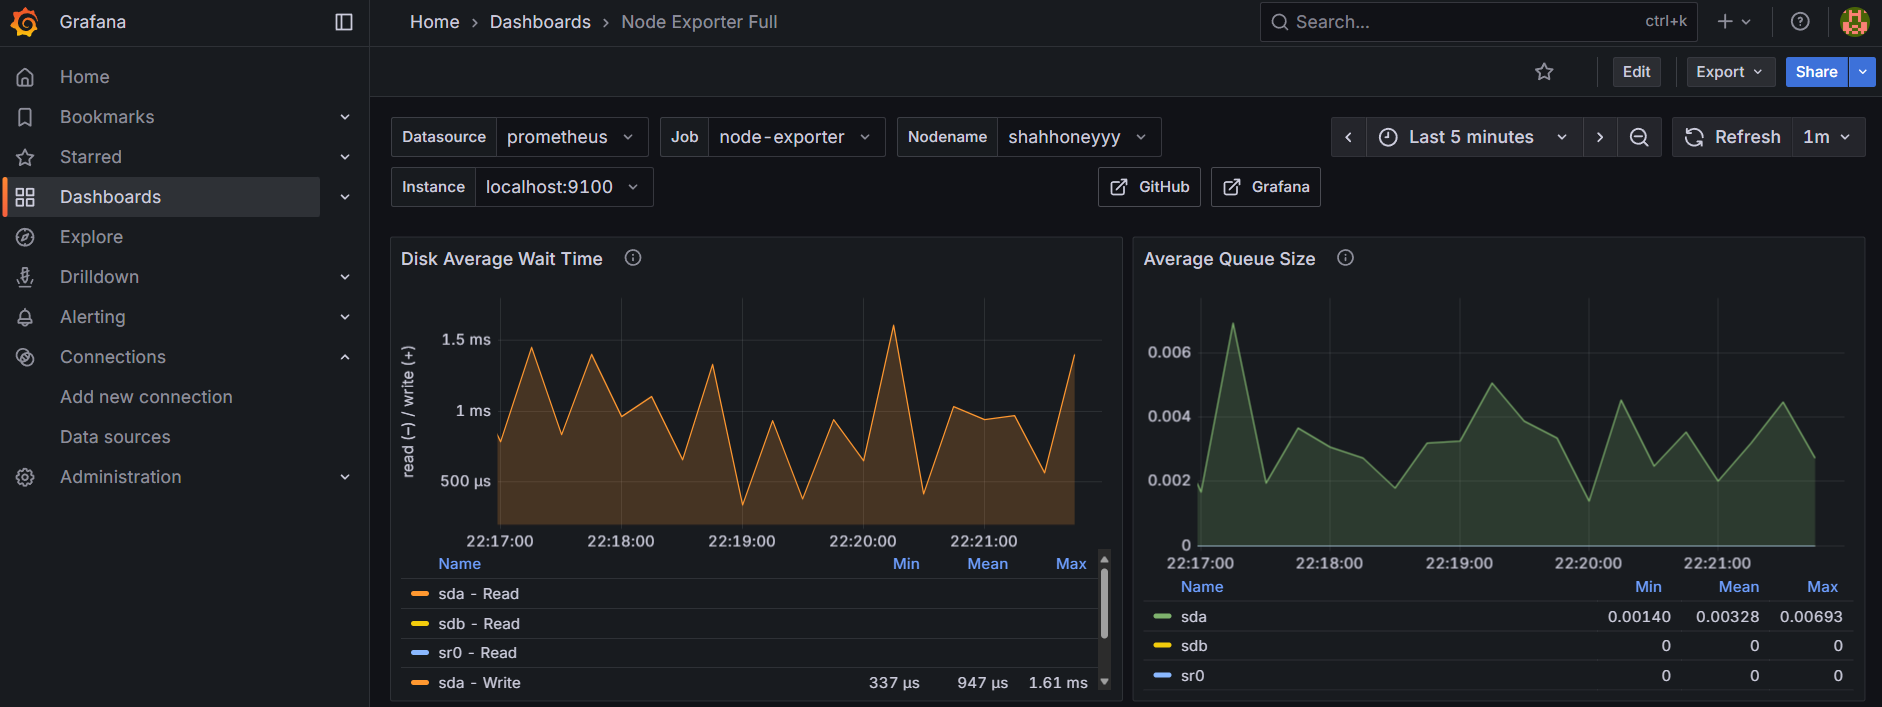 Grafana
Home › Dashboards › Node Exporter Full
Search...
ctrl+k
Home
Bookmarks
Starred
Dashboards
Explore
Drilldown
Alerting
Connections
Add new connection
Data sources
Administration
Edit
Export
Share
Datasource prometheus
Job node-exporter
Nodename shahhoneyyy
Last 5 minutes
Refresh 1m
Instance localhost:9100
GitHub
Grafana
Disk Average Wait Time
read (–) / write (+)
1.5 ms
1 ms
500 µs
22:17:00 22:18:00 22:19:00 22:20:00 22:21:00
Name Min Mean Max
sda - Read
sdb - Read
sr0 - Read
sda - Write 337 µs 947 µs 1.61 ms
Average Queue Size
0.006
0.004
0.002
0
22:17:00 22:18:00 22:19:00 22:20:00 22:21:00
Name Min Mean Max
sda 0.00140 0.00328 0.00693
sdb 0 0 0
sr0 0 0 0